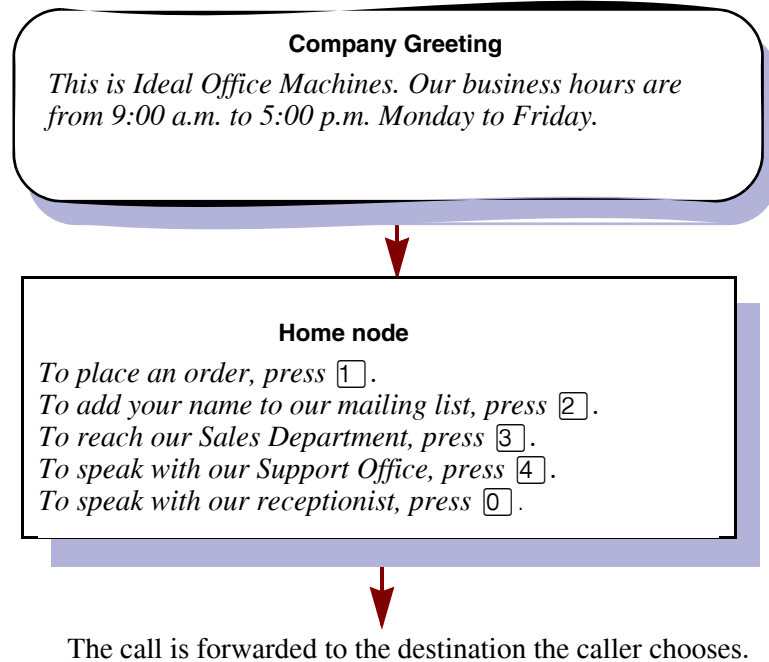 Company Greeting
This is Ideal Office Machines. Our business hours are
from 9:00 a.m. to 5:00 p.m. Monday to Friday.
Home node
To place an order, press 1 .
To add your name to our mailing list, press 2 .
To reach our Sales Department, press 3 .
To speak with our Support Office, press 4 .
To speak with our receptionist, press 0 .
The call is forwarded to the destination the caller chooses.